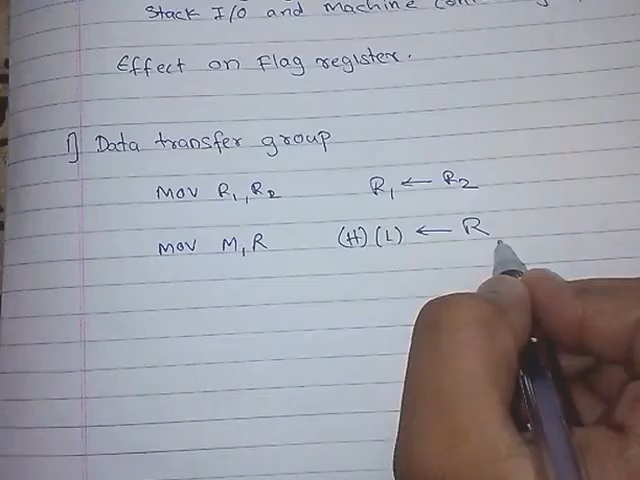 Stack I/O and Machine
Effect on Flag register.
1] Data transfer group
MOV R1,R2 R1 ← R2
MOV M,R (H)(L) ← R